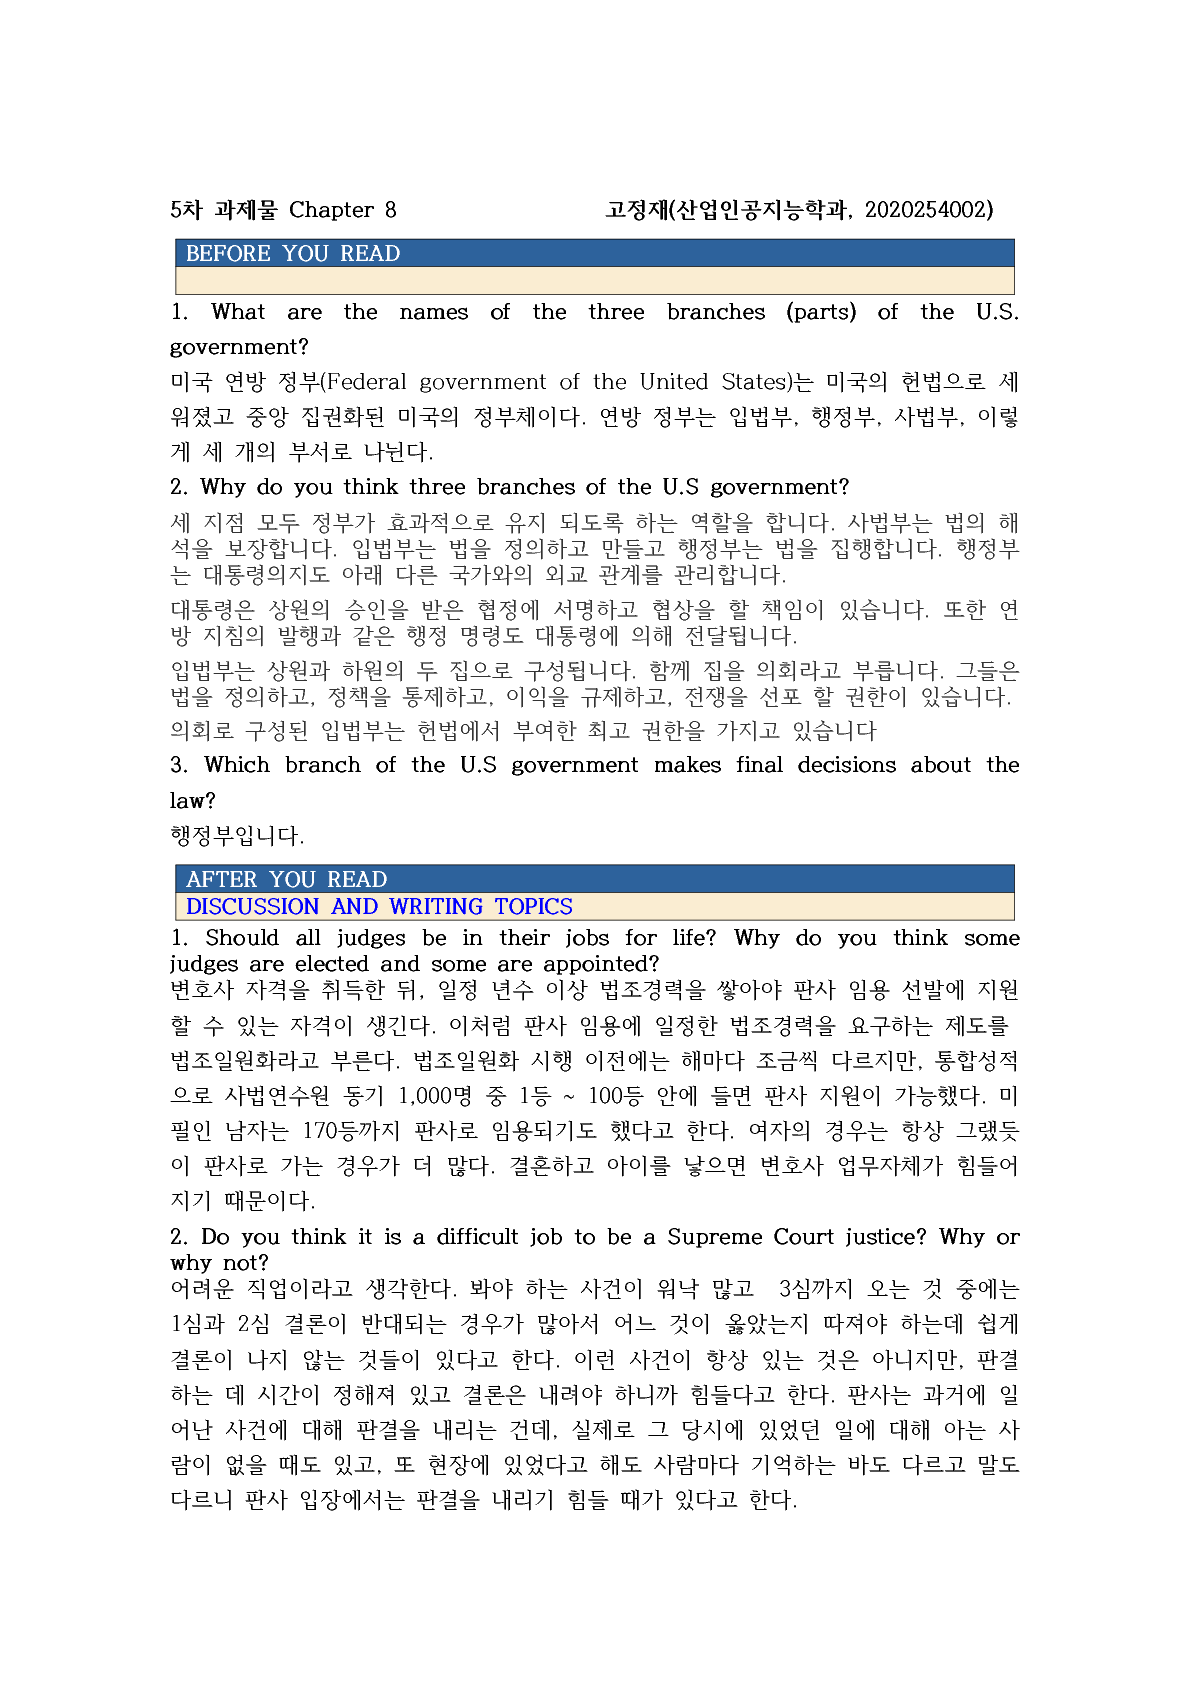 5차 과제물 Chapter 8 고정재(산업인공지능학과, 2020254002)
BEFORE YOU READ
1. What are the names of the three branches (parts) of the U.S.
government?
미국 연방 정부(Federal government of the United States)는 미국의 헌법으로 세
워졌고 중앙 집권화된 미국의 정부체이다. 연방 정부는 입법부, 행정부, 사법부, 이렇
게 세 개의 부서로 나뉜다.
2. Why do you think three branches of the U.S government?
세 지점 모두 정부가 효과적으로 유지 되도록 하는 역할을 합니다. 사법부는 법의 해
석을 보장합니다. 입법부는 법을 정의하고 만들고 행정부는 법을 집행합니다. 행정부
는 대통령의지도 아래 다른 국가와의 외교 관계를 관리합니다.
대통령은 상원의 승인을 받은 협정에 서명하고 협상을 할 책임이 있습니다. 또한 연
방 지침의 발행과 같은 행정 명령도 대통령에 의해 전달됩니다.
입법부는 상원과 하원의 두 집으로 구성됩니다. 함께 집을 의회라고 부릅니다. 그들은
법을 정의하고, 정책을 통제하고, 이익을 규제하고, 전쟁을 선포 할 권한이 있습니다.
의회로 구성된 입법부는 헌법에서 부여한 최고 권한을 가지고 있습니다
3. Which branch of the U.S government makes final decisions about the
law?
행정부입니다.
AFTER YOU READ
DISCUSSION AND WRITING TOPICS
1. Should all judges be in their jobs for life? Why do you think some
judges are elected and some are appointed?
변호사 자격을 취득한 뒤, 일정 년수 이상 법조경력을 쌓아야 판사 임용 선발에 지원
할 수 있는 자격이 생긴다. 이처럼 판사 임용에 일정한 법조경력을 요구하는 제도를
법조일원화라고 부른다. 법조일원화 시행 이전에는 해마다 조금씩 다르지만, 통합성적
으로 사법연수원 동기 1,000명 중 1등 ~ 100등 안에 들면 판사 지원이 가능했다. 미
필인 남자는 170등까지 판사로 임용되기도 했다고 한다. 여자의 경우는 항상 그랬듯
이 판사로 가는 경우가 더 많다. 결혼하고 아이를 낳으면 변호사 업무자체가 힘들어
지기 때문이다.
2. Do you think it is a difficult job to be a Supreme Court justice? Why or
why not?
어려운 직업이라고 생각한다. 봐야 하는 사건이 워낙 많고 3심까지 오는 것 중에는
1심과 2심 결론이 반대되는 경우가 많아서 어느 것이 옳았는지 따져야 하는데 쉽게
결론이 나지 않는 것들이 있다고 한다. 이런 사건이 항상 있는 것은 아니지만, 판결
하는 데 시간이 정해져 있고 결론은 내려야 하니까 힘들다고 한다. 판사는 과거에 일
어난 사건에 대해 판결을 내리는 건데, 실제로 그 당시에 있었던 일에 대해 아는 사
람이 없을 때도 있고, 또 현장에 있었다고 해도 사람마다 기억하는 바도 다르고 말도
다르니 판사 입장에서는 판결을 내리기 힘들 때가 있다고 한다.